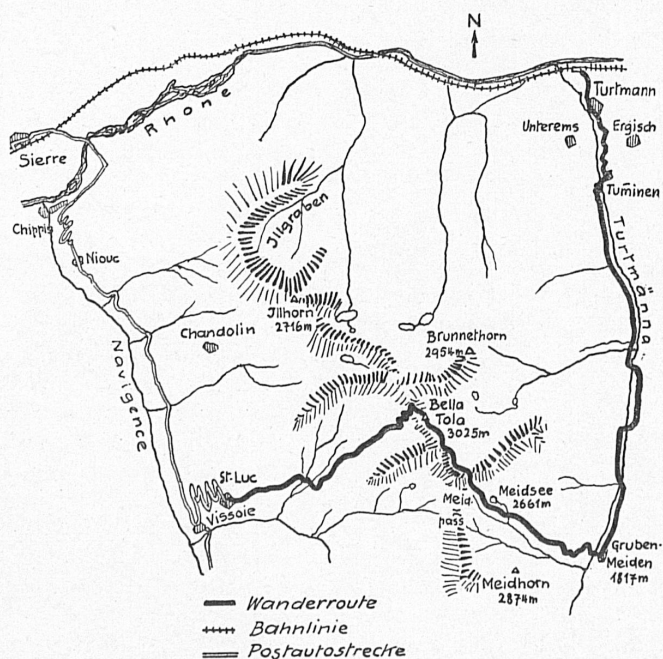 N
Turtmann
Rhone
Unterems
Ergisch
Sierre
Tuminen
Illgraben
Chippis
Niouc
Turtmänna
Illhorn
2716m
Chandolin
Brunnethorn
2954m
Navigence
Bella
Tola
3025m
St-Luc
Meidsee
2661m
Meid-
pass
Vissoie
Gruben-
Meiden
1817m
Meidhorn
2874m
Wanderroute
Bahnlinie
Postautostrecke